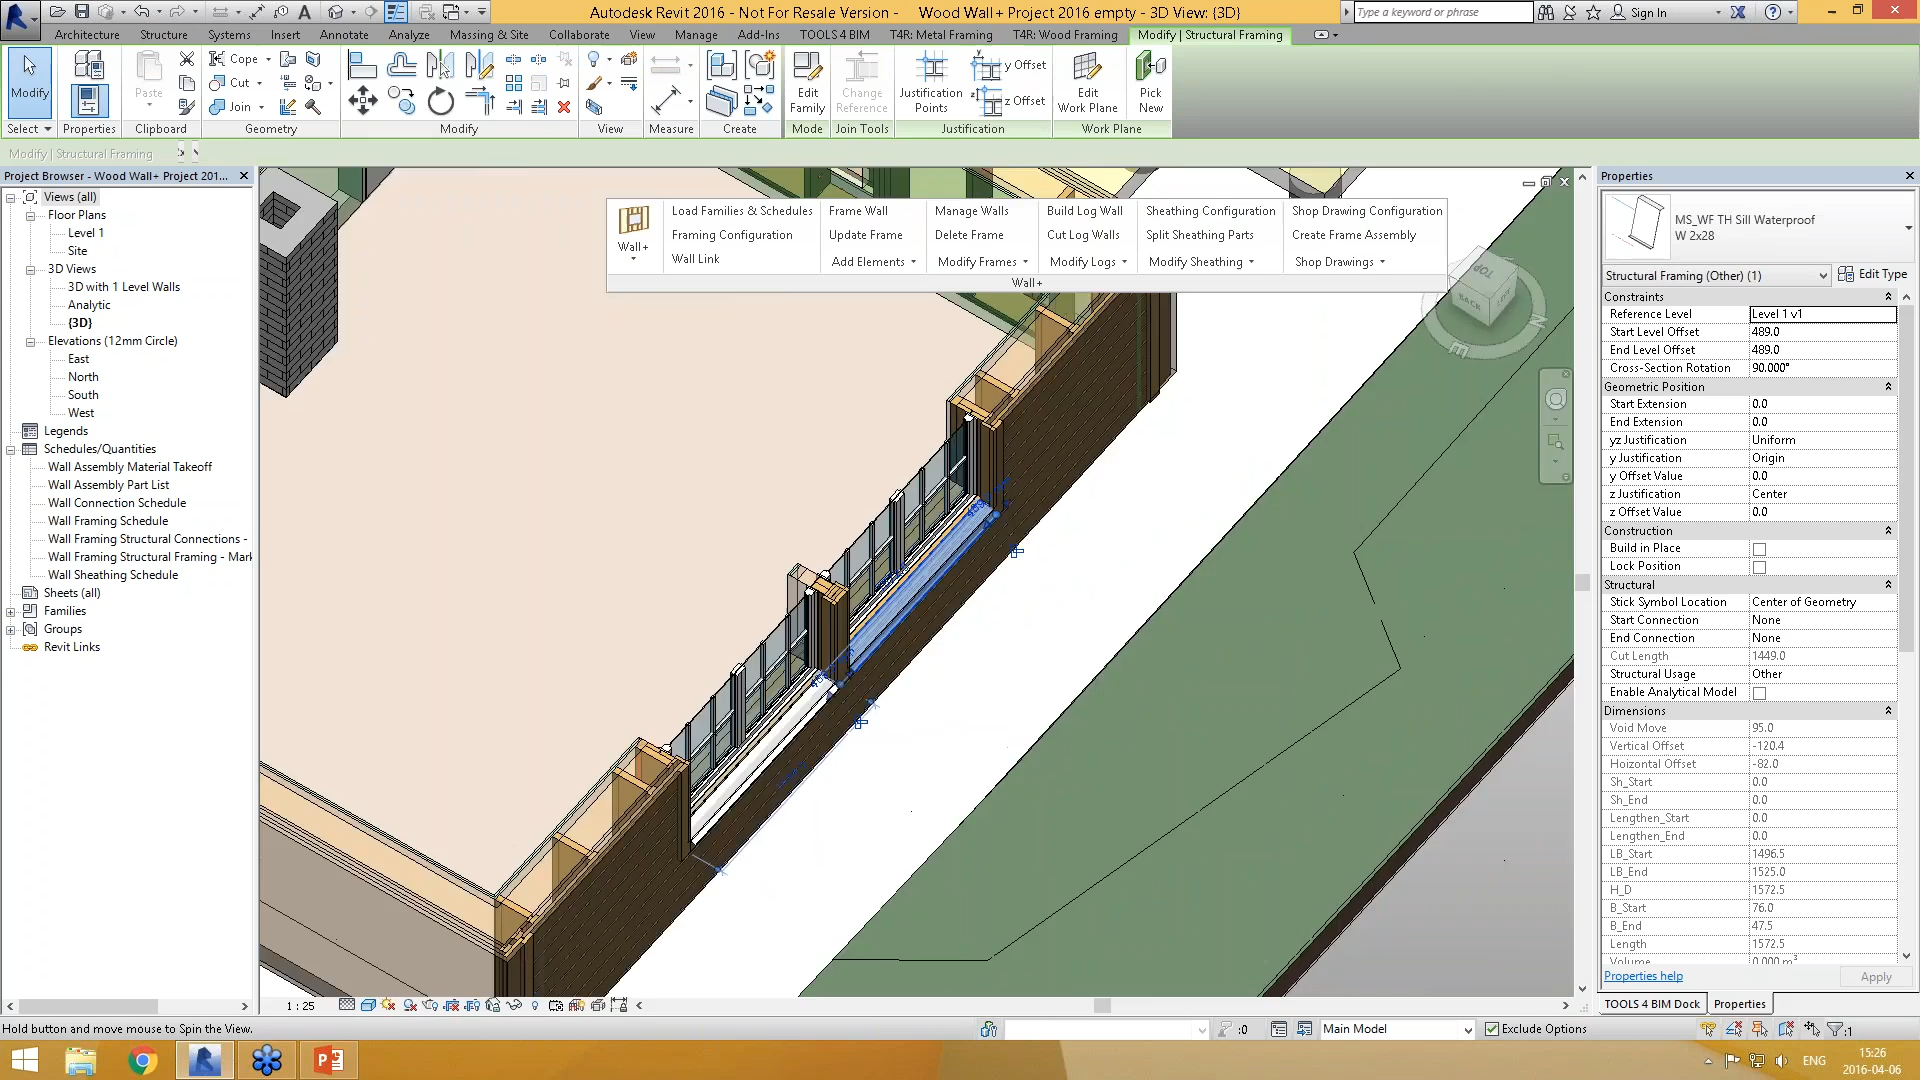 Autodesk Revit 2016 - Not For Resale Version - Wood Wall+ Project 2016 empty - 3D View: {3D}
Type a keyword or phrase
Sign In
Architecture Structure Systems Insert Annotate Analyze Massing & Site Collaborate View Manage Add-Ins TOOLS 4 BIM T4R: Metal Framing T4R: Wood Framing Modify | Structural Framing
Modify
Paste
Cope
Cut
Join
Edit Family
Change Reference
Justification Points
y Offset
z Offset
Edit Work Plane
Pick New
Select Properties Clipboard Geometry Modify View Measure Create Mode Join Tools Justification Work Plane
Modify | Structural Framing
Project Browser - Wood Wall+ Project 201...
Views (all)
Floor Plans
Level 1
Site
3D Views
3D with 1 Level Walls
Analytic
{3D}
Elevations (12mm Circle)
East
North
South
West
Legends
Schedules/Quantities
Wall Assembly Material Takeoff
Wall Assembly Part List
Wall Connection Schedule
Wall Framing Schedule
Wall Framing Structural Connections -
Wall Framing Structural Framing - Mark
Wall Sheathing Schedule
Sheets (all)
Families
Groups
Revit Links
Wall+
Load Families & Schedules Frame Wall Manage Walls Build Log Wall Sheathing Configuration Shop Drawing Configuration
Framing Configuration Update Frame Delete Frame Cut Log Walls Split Sheathing Parts Create Frame Assembly
Wall Link Add Elements Modify Frames Modify Logs Modify Sheathing Shop Drawings
Wall+
TOP
BACK
LEFT
Properties
MS_WF TH Sill Waterproof
W 2x28
Structural Framing (Other) (1) Edit Type
Constraints
Reference Level Level 1 v1
Start Level Offset 489.0
End Level Offset 489.0
Cross-Section Rotation 90.000°
Geometric Position
Start Extension 0.0
End Extension 0.0
yz Justification Uniform
y Justification Origin
y Offset Value 0.0
z Justification Center
z Offset Value 0.0
Construction
Build in Place
Lock Position
Structural
Stick Symbol Location Center of Geometry
Start Connection None
End Connection None
Cut Length 1449.0
Structural Usage Other
Enable Analytical Model
Dimensions
Void Move 95.0
Vertical Offset -120.4
Hoizontal Offset -82.0
Sh_Start 0.0
Sh_End 0.0
Lengthen_Start 0.0
Lengthen_End 0.0
LB_Start 1496.5
LB_End 1525.0
H_D 1572.5
B_Start 76.0
B_End 47.5
Length 1572.5
Volume 0.000 m³
Properties help Apply
TOOLS 4 BIM Dock Properties
1 : 25
Hold button and move mouse to Spin the View.
:0
Main Model
Exclude Options
:1
ENG
15:26
2016-04-06